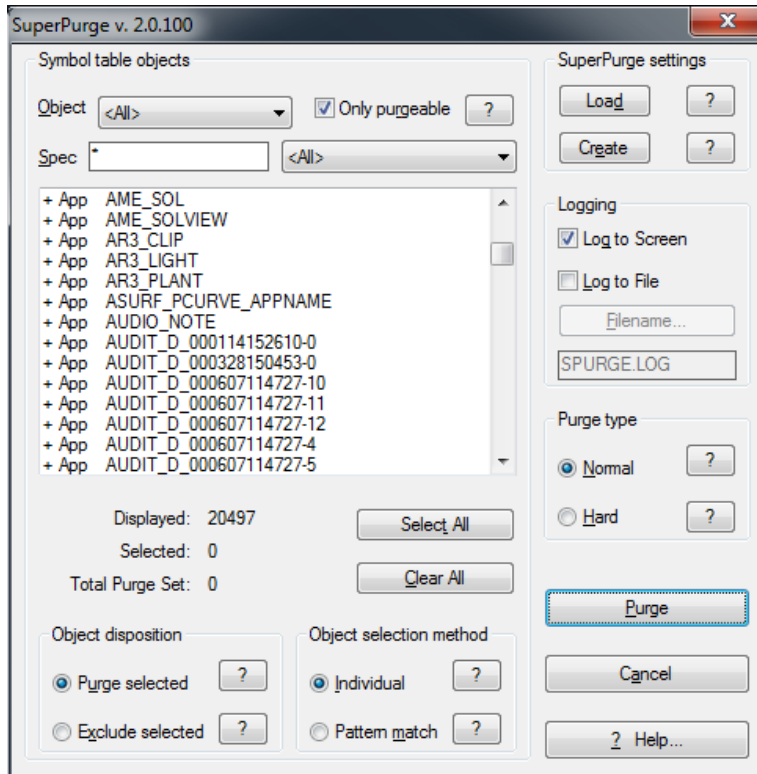 SuperPurge v. 2.0.100
x
Symbol table objects
Object <All> Only purgeable ?
Spec * <All>
+ App AME_SOL
+ App AME_SOLVIEW
+ App AR3_CLIP
+ App AR3_LIGHT
+ App AR3_PLANT
+ App ASURF_PCURVE_APPNAME
+ App AUDIO_NOTE
+ App AUDIT_D_000114152610-0
+ App AUDIT_D_000328150453-0
+ App AUDIT_D_000607114727-10
+ App AUDIT_D_000607114727-11
+ App AUDIT_D_000607114727-12
+ App AUDIT_D_000607114727-4
+ App AUDIT_D_000607114727-5
Displayed: 20497
Selected: 0
Total Purge Set: 0
Select All
Clear All
Object disposition
Purge selected ?
Exclude selected ?
Object selection method
Individual ?
Pattern match ?
SuperPurge settings
Load ?
Create ?
Logging
Log to Screen
Log to File
Filename...
SPURGE.LOG
Purge type
Normal ?
Hard ?
Purge
Cancel
? Help...